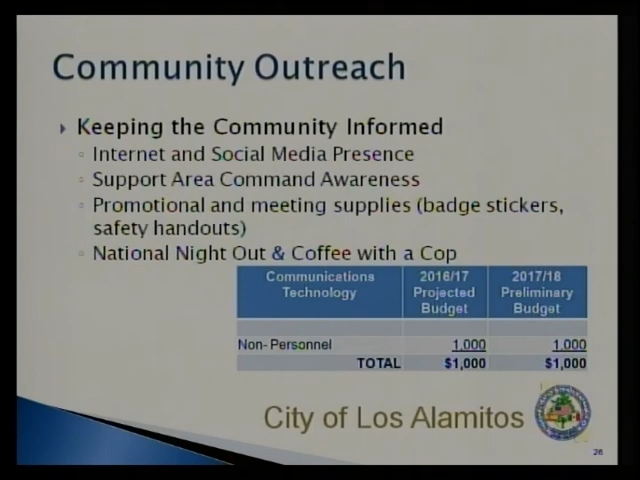 Community Outreach
Keeping the Community Informed
Internet and Social Media Presence
Support Area Command Awareness
Promotional and meeting supplies (badge stickers,
safety handouts)
National Night Out & Coffee with a Cop
Communications Technology 2016/17 Projected Budget 2017/18 Preliminary Budget
Non- Personnel 1,000 1,000
TOTAL $1,000 $1,000
City of Los Alamitos
26